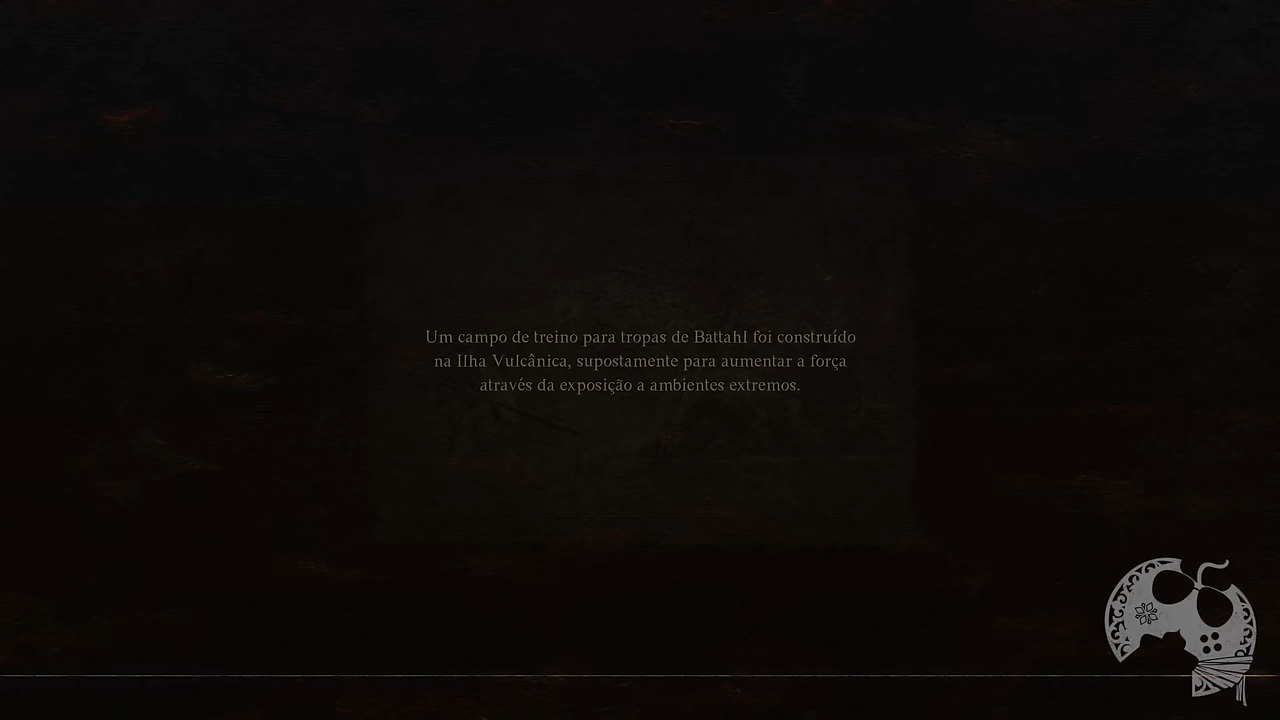 Um campo de treino para tropas de Battahl foi construído
na Ilha Vulcânica, supostamente para aumentar a força
através da exposição a ambientes extremos.